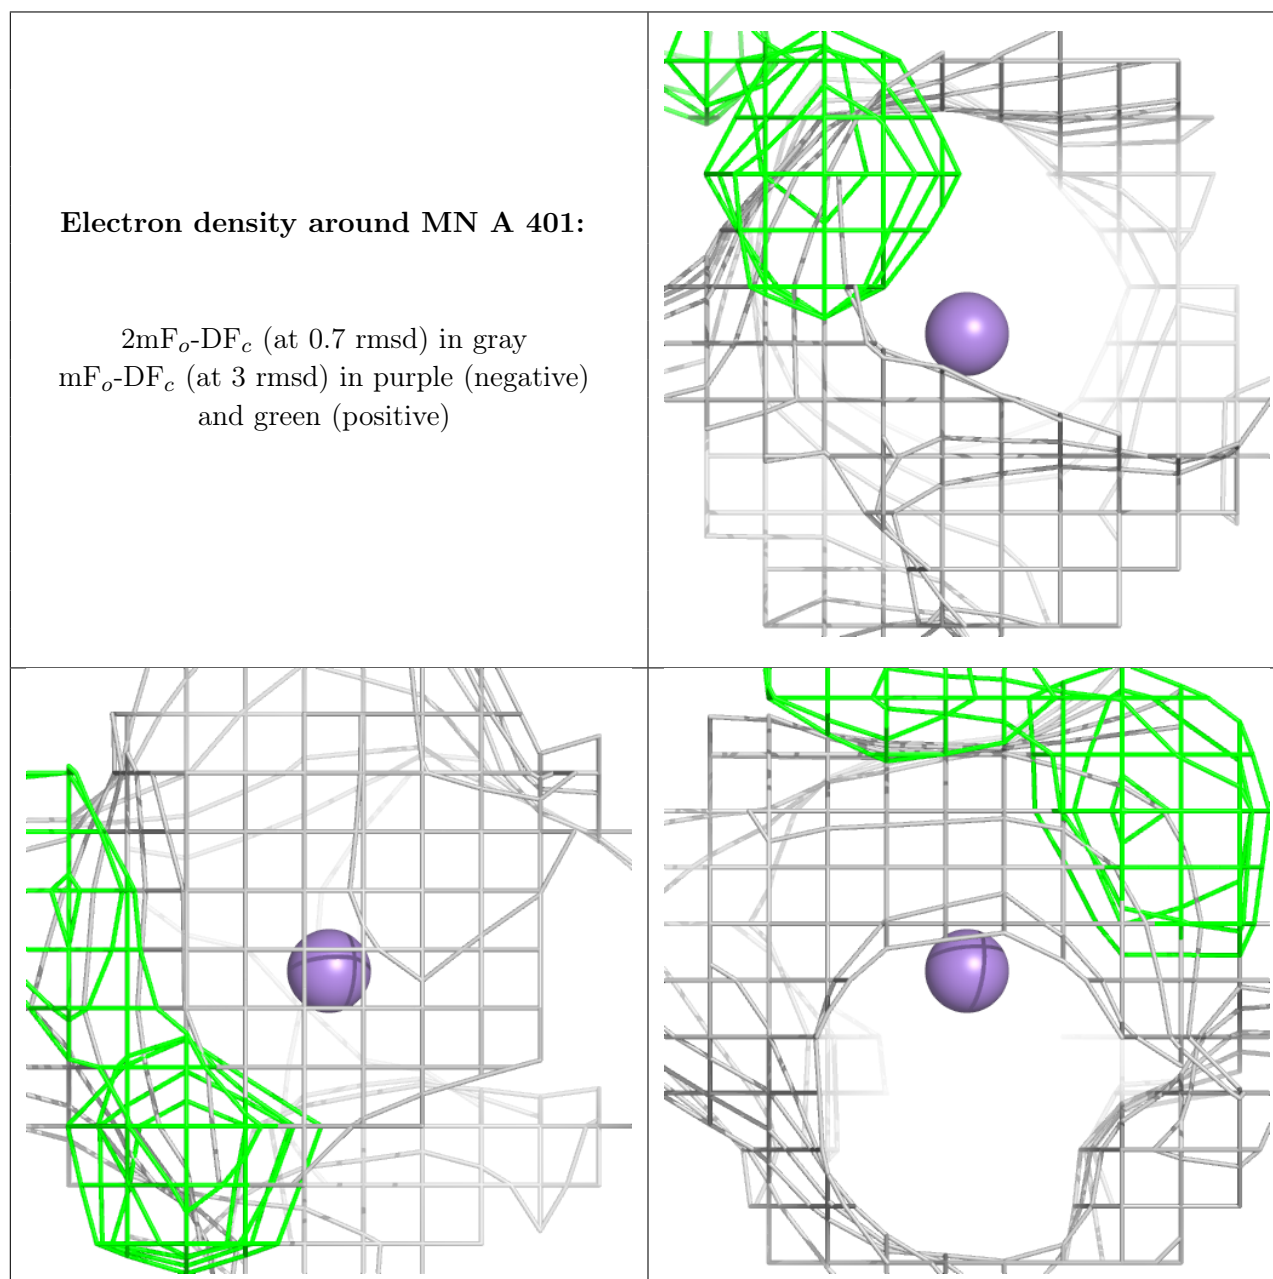 Electron density around MN A 401:
2mFo-DFc (at 0.7 rmsd) in gray
mFo-DFc (at 3 rmsd) in purple (negative)
and green (positive)